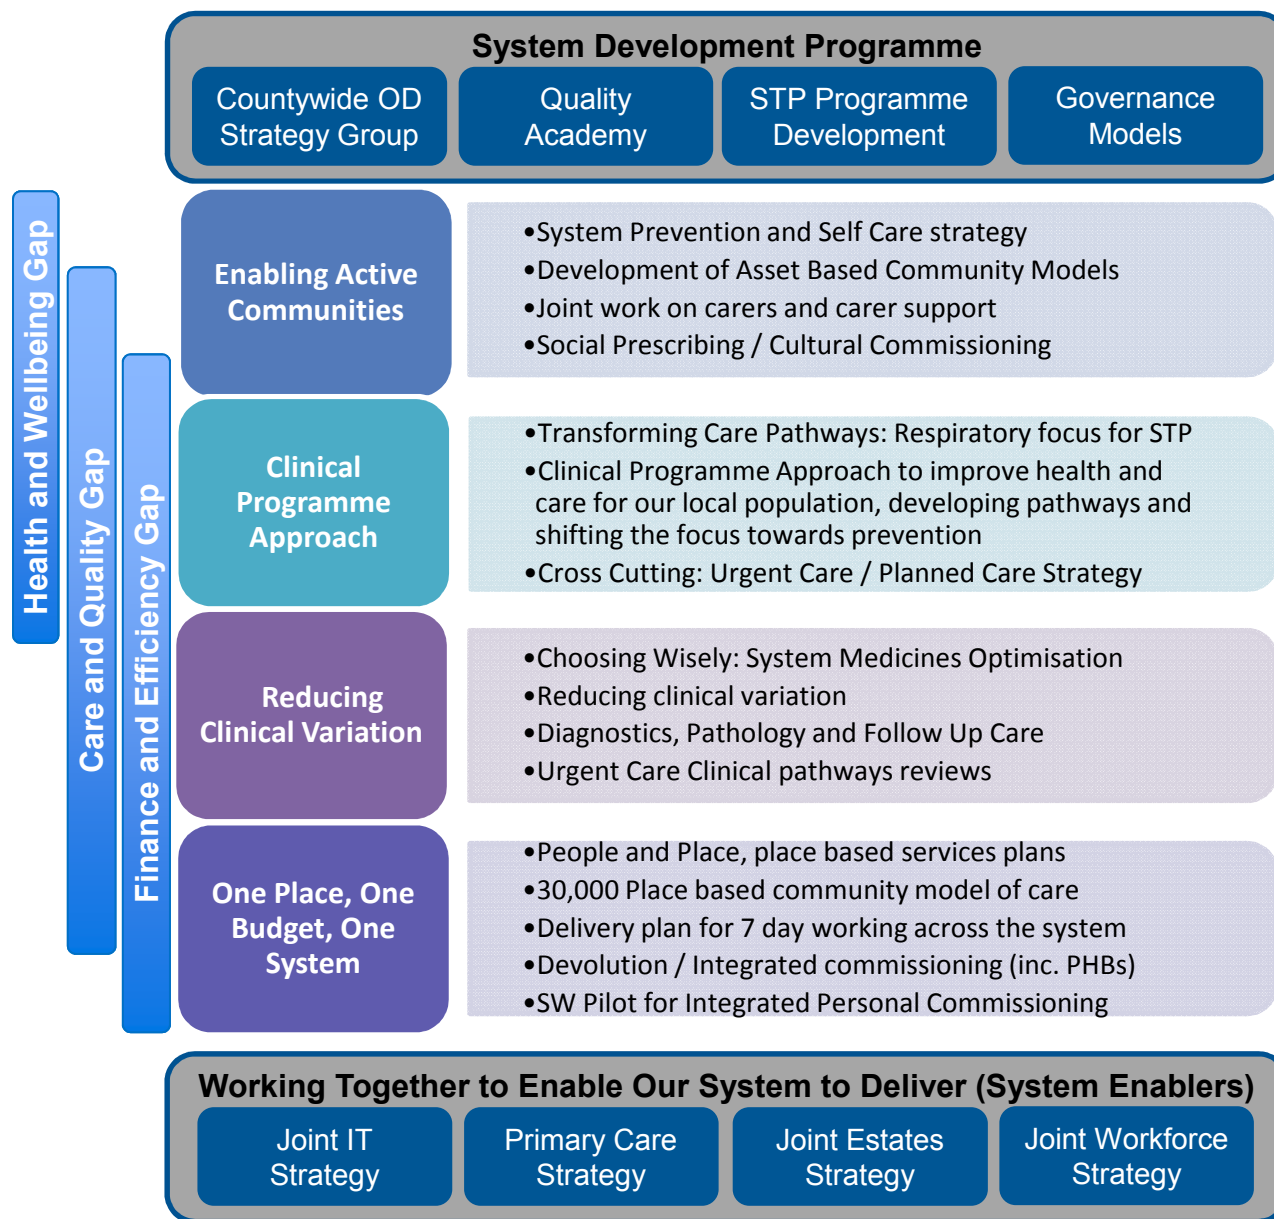 System Development Programme
Countywide OD
Strategy Group
Quality
Academy
STP Programme
Development
Governance
Models
Health and Wellbeing Gap
Care and Quality Gap
Finance and Efficiency Gap
Enabling Active
Communities
•System Prevention and Self Care strategy
•Development of Asset Based Community Models
•Joint work on carers and carer support
•Social Prescribing / Cultural Commissioning
Clinical
Programme
Approach
•Transforming Care Pathways: Respiratory focus for STP
•Clinical Programme Approach to improve health and
care for our local population, developing pathways and
shifting the focus towards prevention
•Cross Cutting: Urgent Care / Planned Care Strategy
Reducing
Clinical Variation
•Choosing Wisely: System Medicines Optimisation
•Reducing clinical variation
•Diagnostics, Pathology and Follow Up Care
•Urgent Care Clinical pathways reviews
One Place, One
Budget, One
System
•People and Place, place based services plans
•30,000 Place based community model of care
•Delivery plan for 7 day working across the system
•Devolution / Integrated commissioning (inc. PHBs)
•SW Pilot for Integrated Personal Commissioning
Working Together to Enable Our System to Deliver (System Enablers)
Joint IT
Strategy
Primary Care
Strategy
Joint Estates
Strategy
Joint Workforce
Strategy